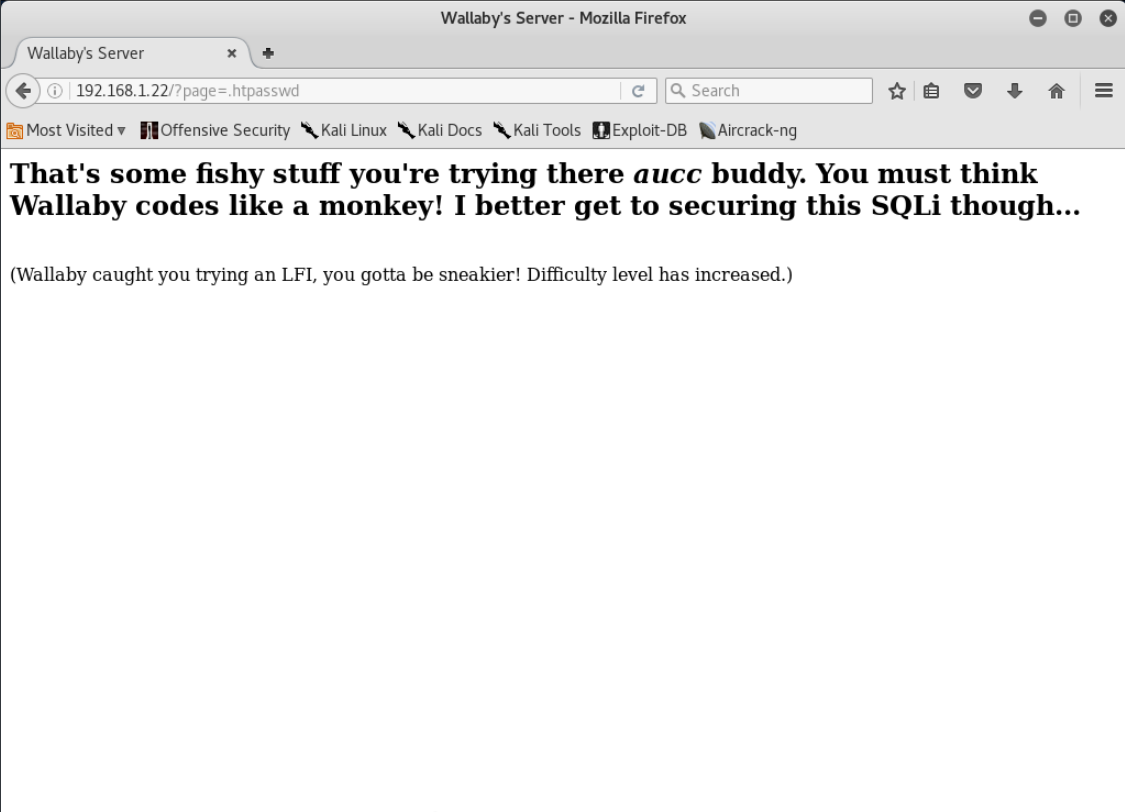 Wallaby's Server - Mozilla Firefox
Wallaby's Server
192.168.1.22/?page=.htpasswd
Search
Most Visited Offensive Security Kali Linux Kali Docs Kali Tools Exploit-DB Aircrack-ng
That's some fishy stuff you're trying there aucc buddy. You must think
Wallaby codes like a monkey! I better get to securing this SQLi though...
(Wallaby caught you trying an LFI, you gotta be sneakier! Difficulty level has increased.)